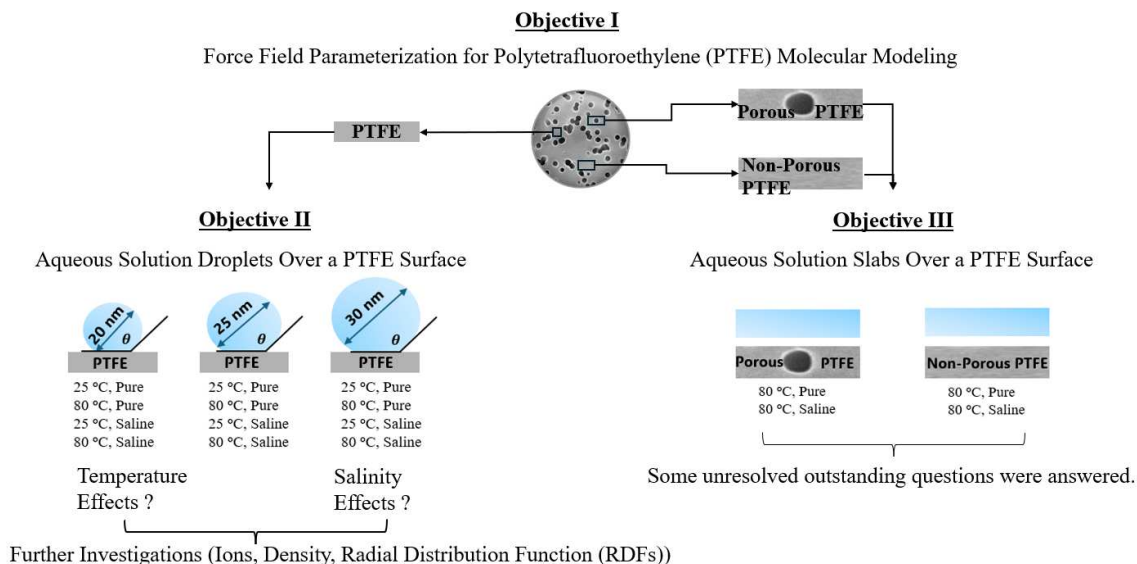 Objective I
Force Field Parameterization for Polytetrafluoroethylene (PTFE) Molecular Modeling
PTFE
Porous PTFE
Non-Porous
PTFE
Objective II
Aqueous Solution Droplets Over a PTFE Surface
20 nm
θ
PTFE
25 °C, Pure
80 °C, Pure
25 °C, Saline
80 °C, Saline
25 nm
θ
PTFE
25 °C, Pure
80 °C, Pure
25 °C, Saline
80 °C, Saline
30 nm
θ
PTFE
25 °C, Pure
80 °C, Pure
25 °C, Saline
80 °C, Saline
Temperature
Effects ?
Salinity
Effects ?
Further Investigations (Ions, Density, Radial Distribution Function (RDFs))
Objective III
Aqueous Solution Slabs Over a PTFE Surface
Porous PTFE
80 °C, Pure
80 °C, Saline
Non-Porous PTFE
80 °C, Pure
80 °C, Saline
Some unresolved outstanding questions were answered.